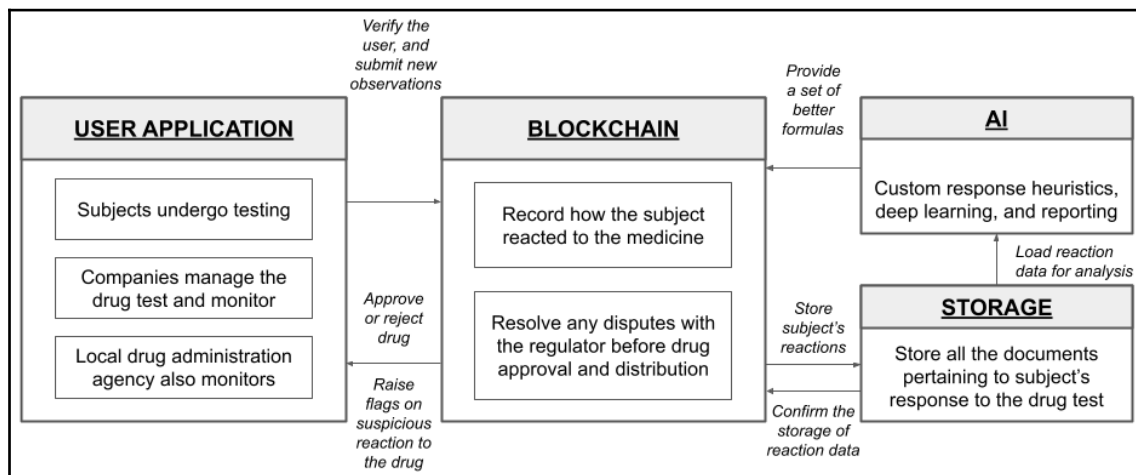 Verify the
user, and
submit new
observations
USER APPLICATION
Subjects undergo testing
Companies manage the
drug test and monitor
Local drug administration
agency also monitors
Approve
or reject
drug
Raise
flags on
suspicious
reaction to
the drug
BLOCKCHAIN
Record how the subject
reacted to the medicine
Resolve any disputes with
the regulator before drug
approval and distribution
Provide
a set of
better
formulas
Store
subject's
reactions
Confirm the
storage of
reaction data
AI
Custom response heuristics,
deep learning, and reporting
Load reaction
data for analysis
STORAGE
Store all the documents
pertaining to subject's
response to the drug test